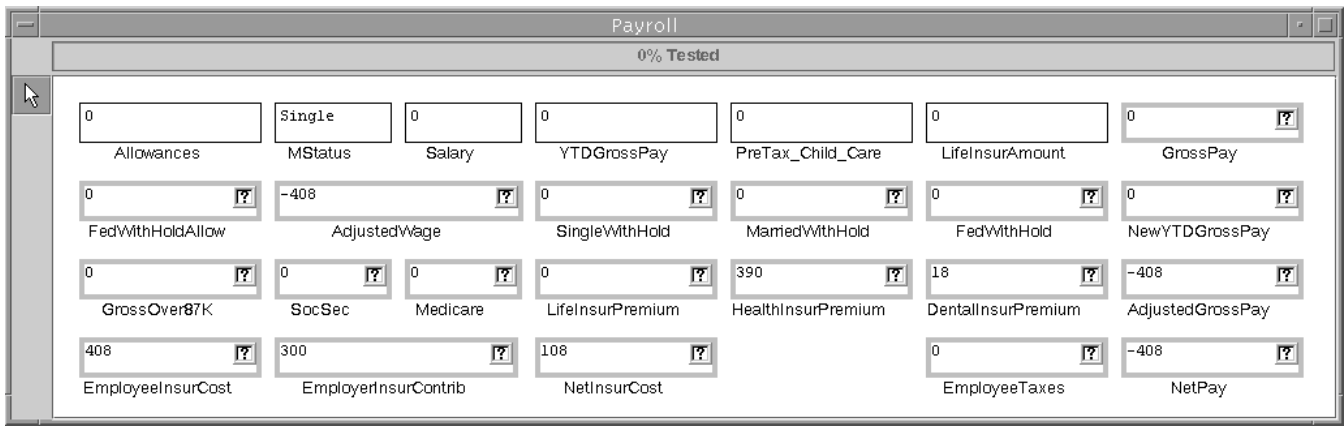 Payroll
0% Tested
0 Single 0 0 0 0 0 ?
Allowances MStatus Salary YTDGrossPay PreTax_Child_Care LifeInsurAmount GrossPay
0 ? -408 ? 0 ? 0 ? 0 ? 0 ?
FedWithHoldAllow AdjustedWage SingleWithHold MarriedWithHold FedWithHold NewYTDGrossPay
0 ? 0 ? 0 ? 0 ? 390 ? 18 ? -408 ?
GrossOver87K SocSec Medicare LifeInsurPremium HealthInsurPremium DentalInsurPremium AdjustedGrossPay
408 ? 300 ? 108 ? 0 ? -408 ?
EmployeeInsurCost EmployerInsurContrib NetInsurCost EmployeeTaxes NetPay